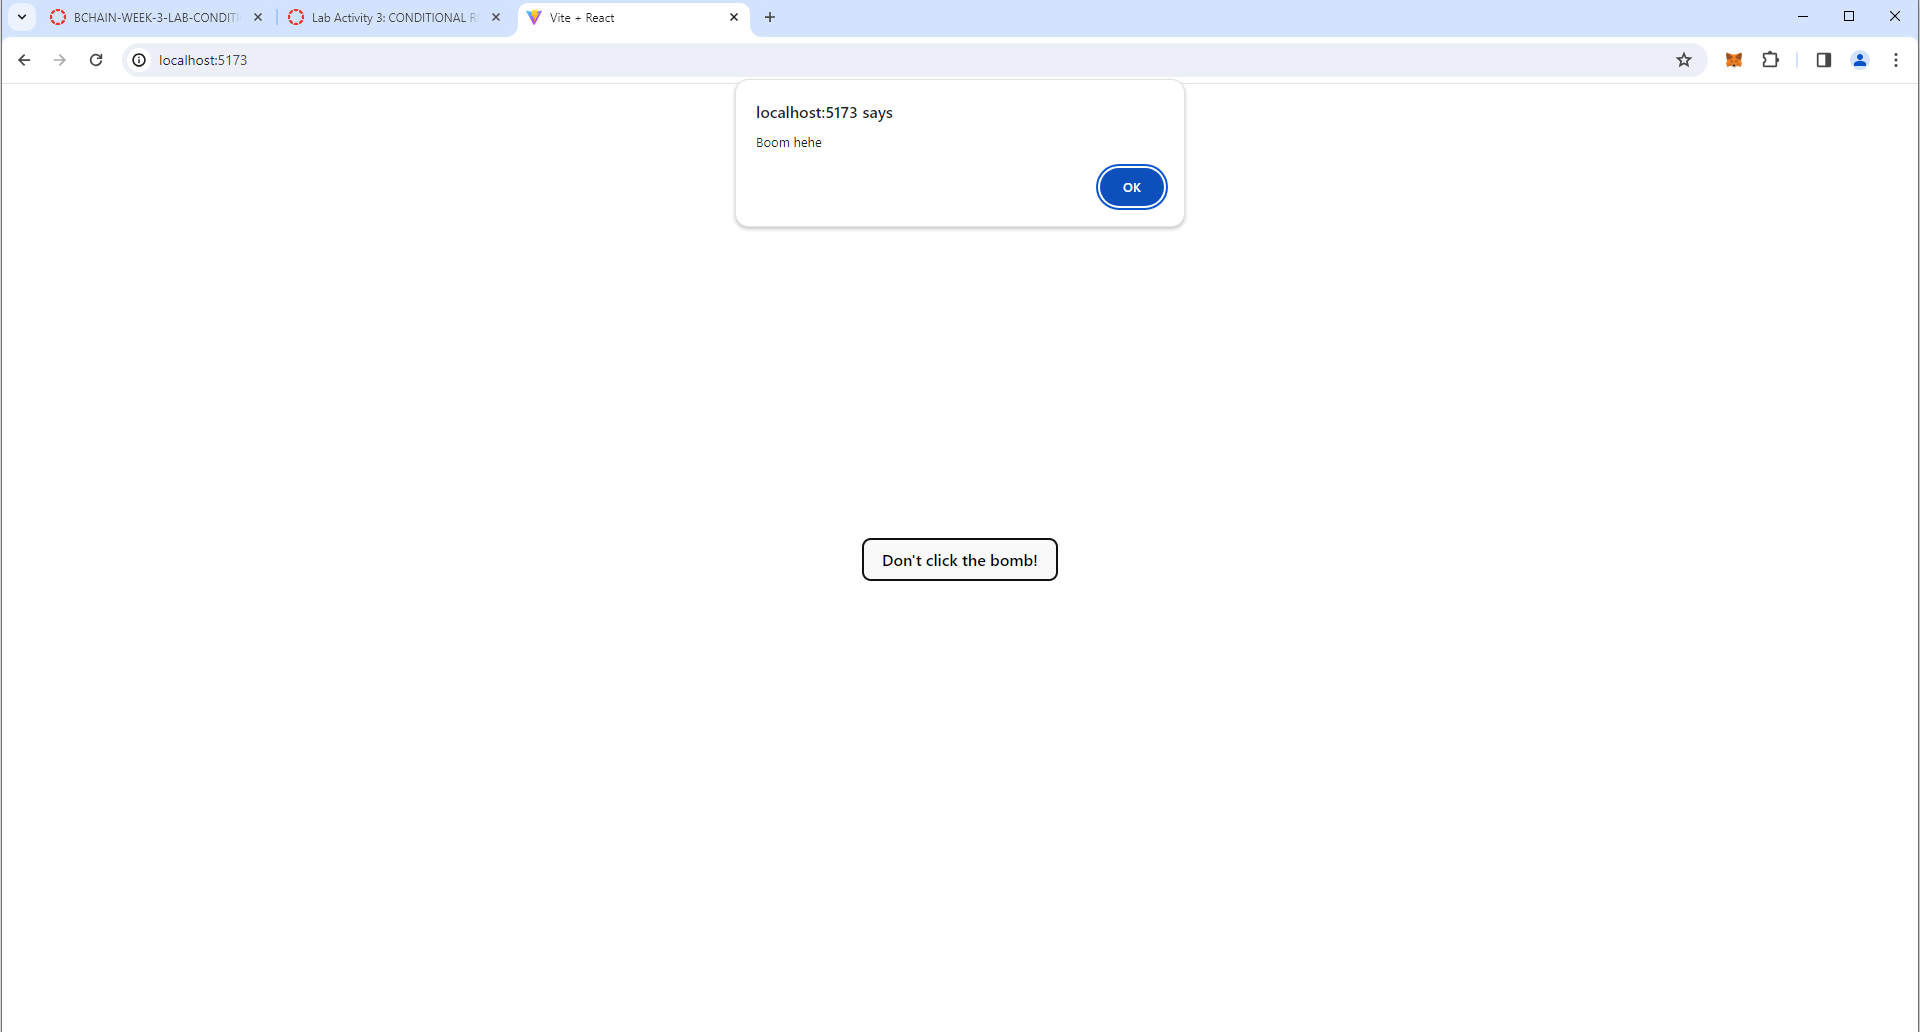 BCHAIN-WEEK-3-LAB-CONDITI
Lab Activity 3: CONDITIONAL R
Vite + React
localhost:5173
localhost:5173 says
Boom hehe
OK
Don't click the bomb!